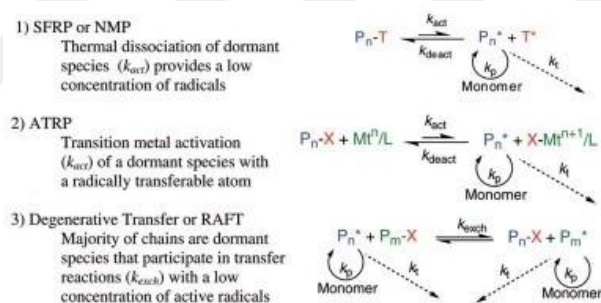 1) SFRP or NMP
Thermal dissociation of dormant
species (kact) provides a low
concentration of radicals
Pn-T kact kdeact Pn* + T*
kp kt
Monomer
2) ATRP
Transition metal activation
(kact) of a dormant species with
a radically transferable atom
Pn-X + Mtⁿ/L kact kdeact Pn* + X-Mtⁿ⁺¹/L
kp kt
Monomer
3) Degenerative Transfer or RAFT
Majority of chains are dormant
species that participate in transfer
reactions (kexch) with a low
concentration of active radicals
Pn* + Pm-X kexch Pn-X + Pm*
kp kt kt kp
Monomer Monomer